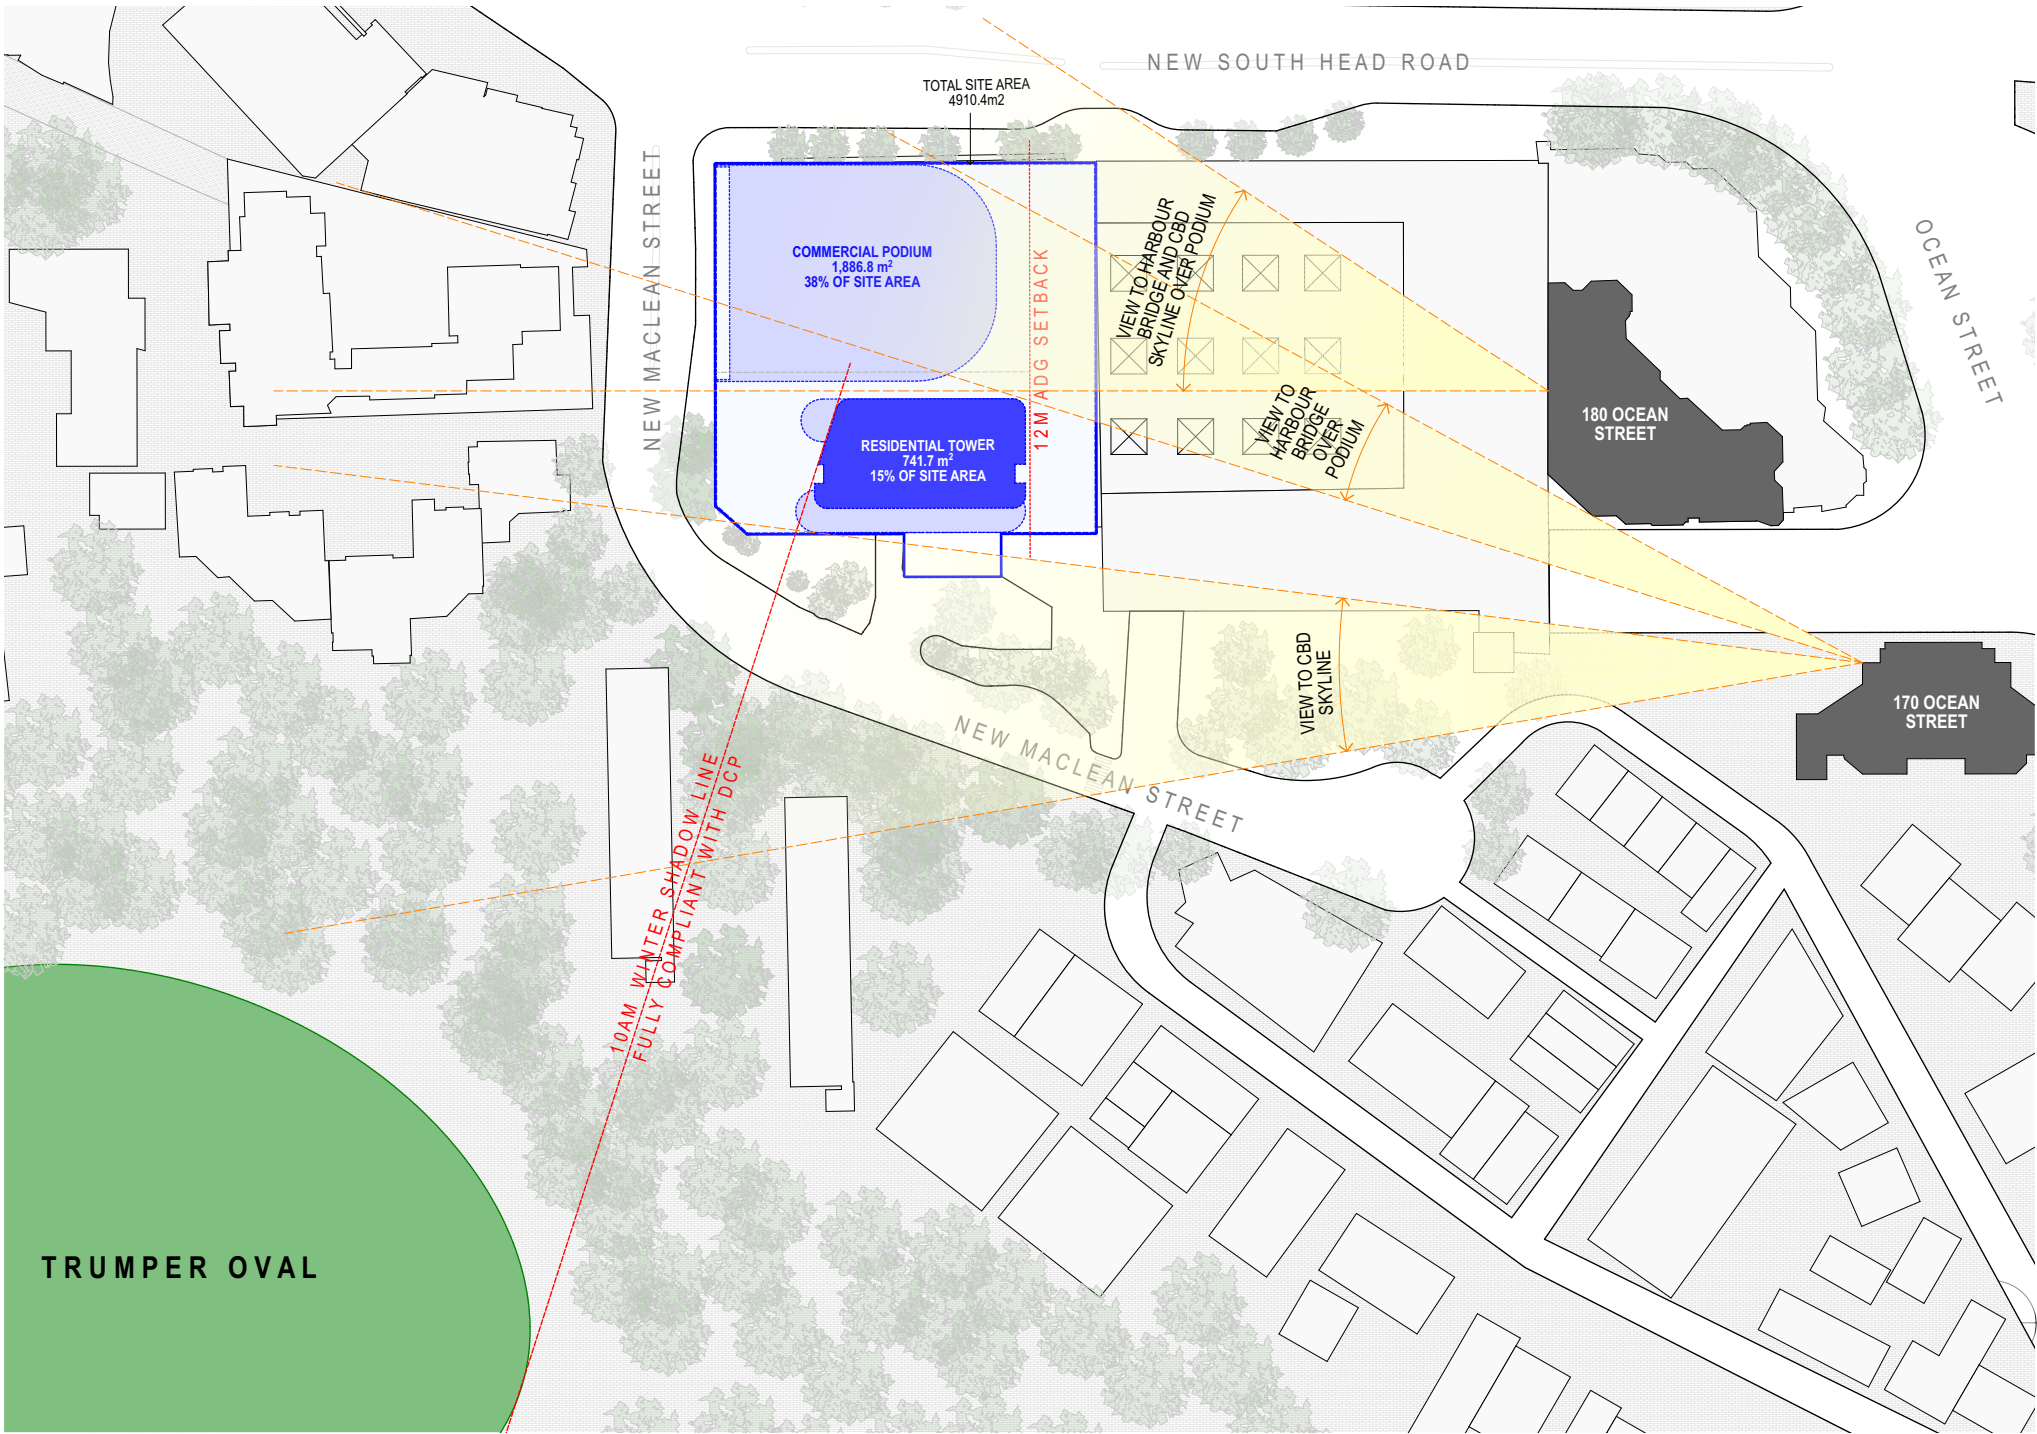 NEW SOUTH HEAD ROAD
TOTAL SITE AREA
4910.4m2
NEW MACLEAN STREET
COMMERCIAL PODIUM
1,886.8 m²
38% OF SITE AREA
12M ADG SETBACK
VIEW TO HARBOUR
BRIDGE AND CBD
SKYLINE OVER PODIUM
OCEAN STREET
VIEW TO
HARBOUR
BRIDGE
OVER
PODIUM
180 OCEAN
STREET
RESIDENTIAL TOWER
741.7 m²
15% OF SITE AREA
VIEW TO CBD
SKYLINE
170 OCEAN
STREET
NEW MACLEAN STREET
10AM WINTER SHADOW LINE
FULLY COMPLIANT WITH DCP
TRUMPER OVAL